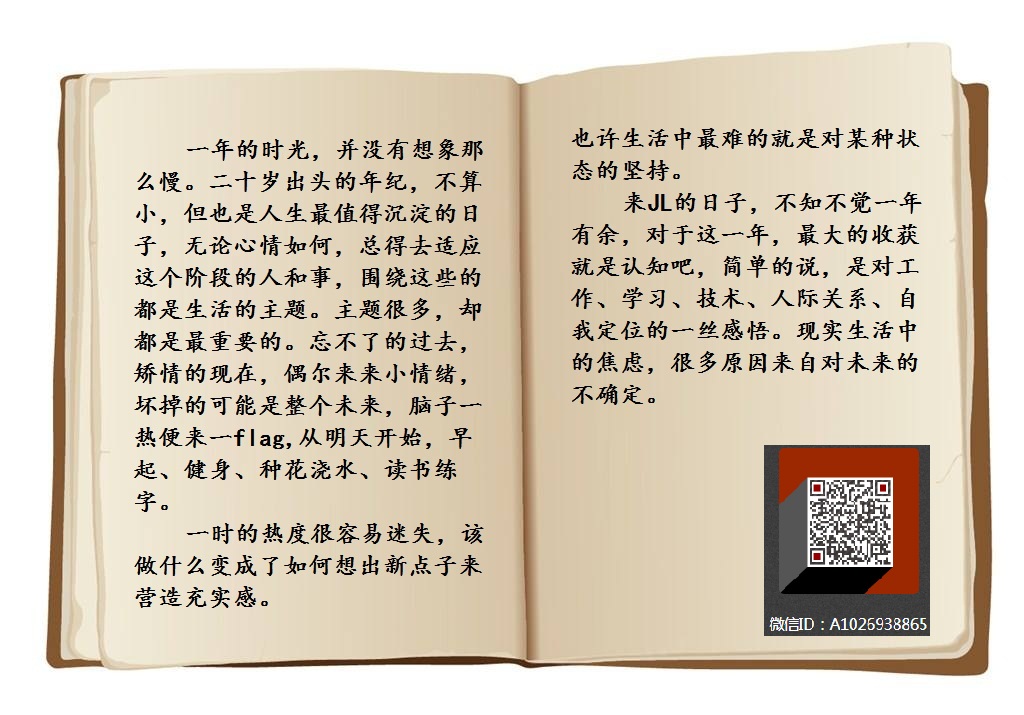 一年的时光，并没有想象那
么慢。二十岁出头的年纪，不算
小，但也是人生最值得沉淀的日
子，无论心情如何，总得去适应
这个阶段的人和事，围绕这些的
都是生活的主题。主题很多，却
都是最重要的。忘不了的过去，
矫情的现在，偶尔来来小情绪，
坏掉的可能是整个未来，脑子一
热便来一flag,从明天开始，早
起、健身、种花浇水、读书练
字。
一时的热度很容易迷失，该
做什么变成了如何想出新点子来
营造充实感。
也许生活中最难的就是对某种状
态的坚持。
来JL的日子，不知不觉一年
有余，对于这一年，最大的收获
就是认知吧，简单的说，是对工
作、学习、技术、人际关系、自
我定位的一丝感悟。现实生活中
的焦虑，很多原因来自对未来的
不确定。
微信ID：A1026938865